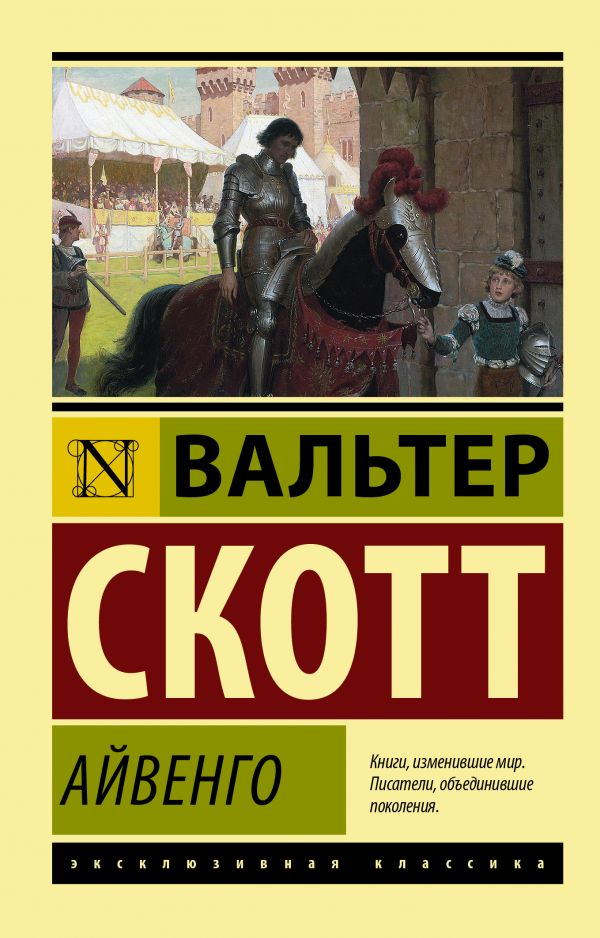 N
ВАЛЬТЕР
СКОТТ
АЙВЕНГО
Книги, изменившие мир.
Писатели, объединившие
поколения.
эксклюзивная классика